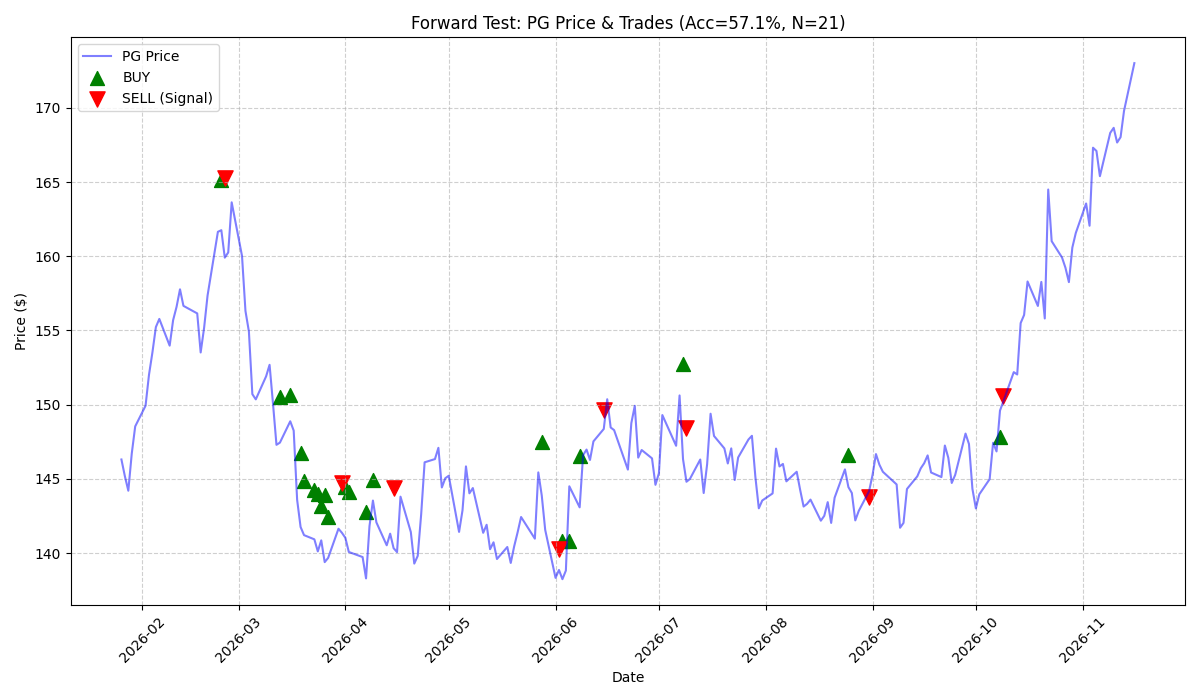 Forward Test: PG Price & Trades (Acc=57.1%, N=21)
PG Price
BUY
SELL (Signal)
Price ($)
170
165
160
155
150
145
140
2026-02
2026-03
2026-04
2026-05
2026-06
2026-07
2026-08
2026-09
2026-10
2026-11
Date